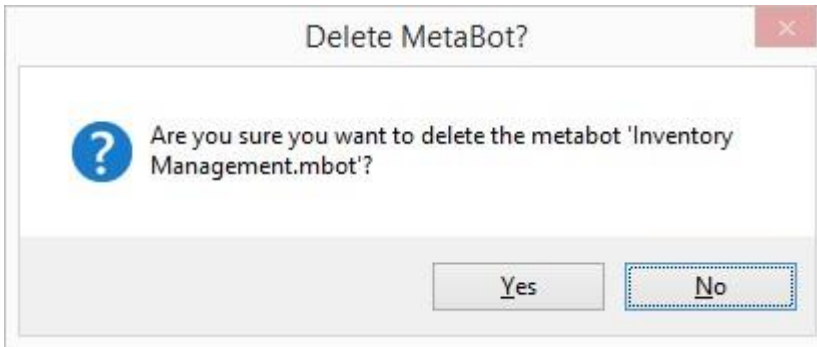 Delete MetaBot?
Are you sure you want to delete the metabot 'Inventory
Management.mbot'?
Yes
No